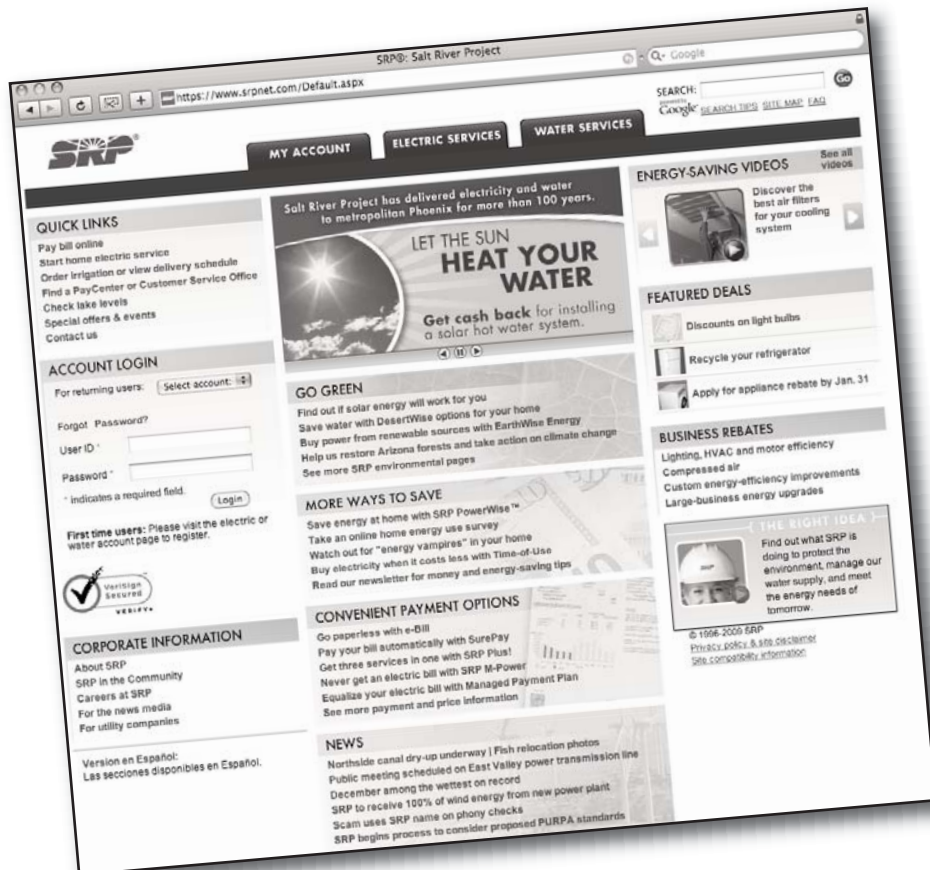 SRP®: Salt River Project
https://www.srpnet.com/Default.aspx
Google
SRP®
MY ACCOUNT
ELECTRIC SERVICES
WATER SERVICES
SEARCH:
Go
Google SEARCH TIPS SITE MAP FAQ
QUICK LINKS
Pay bill online
Start home electric service
Order irrigation or view delivery schedule
Find a PayCenter or Customer Service Office
Check lake levels
Special offers & events
Contact us
ACCOUNT LOGIN
For returning users: Select account:
Forgot Password?
User ID *
Password *
* indicates a required field.
Login
First time users: Please visit the electric or
water account page to register.
VeriSign
Secured
VERIFY
CORPORATE INFORMATION
About SRP
SRP in the Community
Careers at SRP
For the news media
For utility companies
Version en Español:
Las secciones disponibles en Español.
Salt River Project has delivered electricity and water
to metropolitan Phoenix for more than 100 years.
LET THE SUN
HEAT YOUR
WATER
Get cash back for installing
a solar hot water system.
GO GREEN
Find out if solar energy will work for you
Save water with DesertWise options for your home
Buy power from renewable sources with EarthWise Energy
Help us restore Arizona forests and take action on climate change
See more SRP environmental pages
MORE WAYS TO SAVE
Save energy at home with SRP PowerWise™
Take an online home energy use survey
Watch out for "energy vampires" in your home
Buy electricity when it costs less with Time-of-Use
Read our newsletter for money and energy-saving tips
CONVENIENT PAYMENT OPTIONS
Go paperless with e-Bill
Pay your bill automatically with SurePay
Get three services in one with SRP Plus!
Never get an electric bill with SRP M-Power
Equalize your electric bill with Managed Payment Plan
See more payment and price information
NEWS
Northside canal dry-up underway | Fish relocation photos
Public meeting scheduled on East Valley power transmission line
December among the wettest on record
SRP to receive 100% of wind energy from new power plant
Scam uses SRP name on phony checks
SRP begins process to consider proposed PURPA standards
ENERGY-SAVING VIDEOS
See all
videos
Discover the
best air filters
for your cooling
system
FEATURED DEALS
Discounts on light bulbs
Recycle your refrigerator
Apply for appliance rebate by Jan. 31
BUSINESS REBATES
Lighting, HVAC and motor efficiency
Compressed air
Custom energy-efficiency improvements
Large-business energy upgrades
THE RIGHT IDEA
SRP
Find out what SRP is
doing to protect the
environment, manage our
water supply, and meet
the energy needs of
tomorrow.
© 1996-2009 SRP
Privacy policy & site disclaimer
Site compatibility information